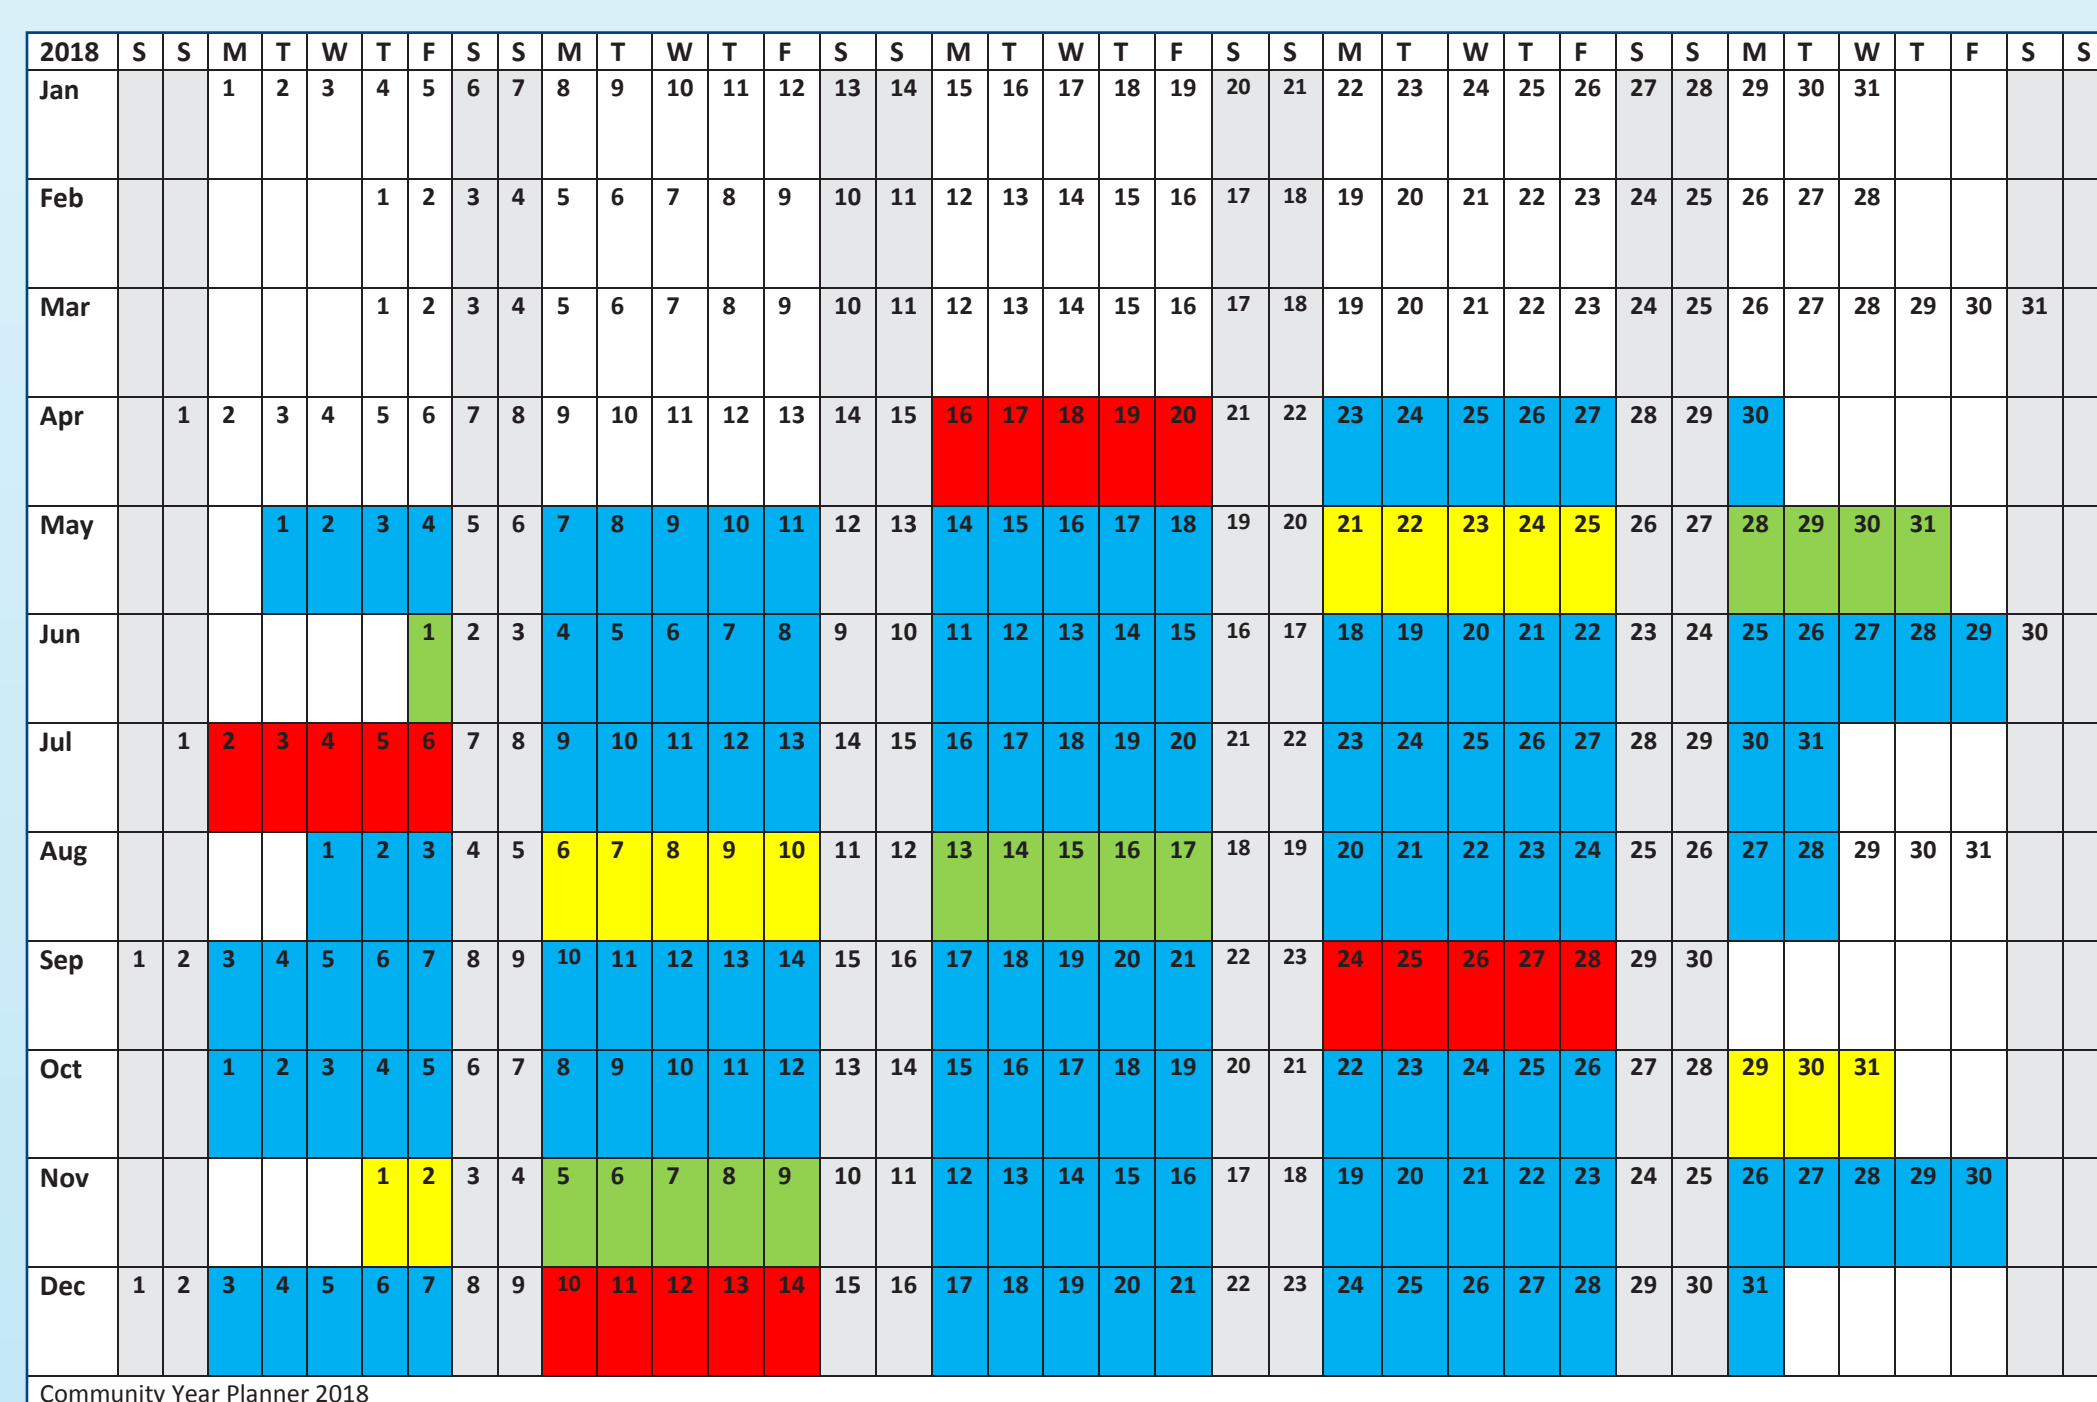 2018 S S M T W T F S S M T W T F S S M T W T F S S M T W T F S S M T W T F S S
Jan 1 2 3 4 5 6 7 8 9 10 11 12 13 14 15 16 17 18 19 20 21 22 23 24 25 26 27 28 29 30 31
Feb 1 2 3 4 5 6 7 8 9 10 11 12 13 14 15 16 17 18 19 20 21 22 23 24 25 26 27 28
Mar 1 2 3 4 5 6 7 8 9 10 11 12 13 14 15 16 17 18 19 20 21 22 23 24 25 26 27 28 29 30 31
Apr 1 2 3 4 5 6 7 8 9 10 11 12 13 14 15 16 17 18 19 20 21 22 23 24 25 26 27 28 29 30
May 1 2 3 4 5 6 7 8 9 10 11 12 13 14 15 16 17 18 19 20 21 22 23 24 25 26 27 28 29 30 31
Jun 1 2 3 4 5 6 7 8 9 10 11 12 13 14 15 16 17 18 19 20 21 22 23 24 25 26 27 28 29 30
Jul 1 2 3 4 5 6 7 8 9 10 11 12 13 14 15 16 17 18 19 20 21 22 23 24 25 26 27 28 29 30 31
Aug 1 2 3 4 5 6 7 8 9 10 11 12 13 14 15 16 17 18 19 20 21 22 23 24 25 26 27 28 29 30 31
Sep 1 2 3 4 5 6 7 8 9 10 11 12 13 14 15 16 17 18 19 20 21 22 23 24 25 26 27 28 29 30
Oct 1 2 3 4 5 6 7 8 9 10 11 12 13 14 15 16 17 18 19 20 21 22 23 24 25 26 27 28 29 30 31
Nov 1 2 3 4 5 6 7 8 9 10 11 12 13 14 15 16 17 18 19 20 21 22 23 24 25 26 27 28 29 30
Dec 1 2 3 4 5 6 7 8 9 10 11 12 13 14 15 16 17 18 19 20 21 22 23 24 25 26 27 28 29 30 31
Community Year Planner 2018